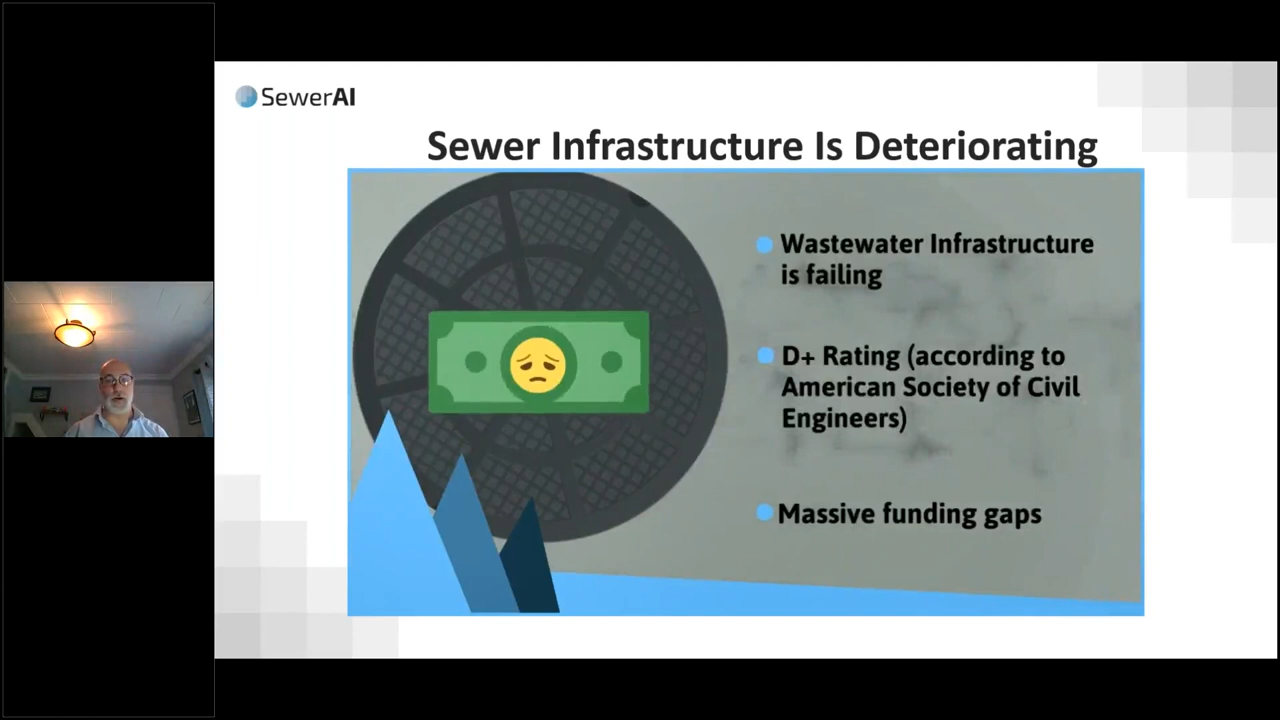 SewerAI
Sewer Infrastructure Is Deteriorating
Wastewater Infrastructure
is failing
D+ Rating (according to
American Society of Civil
Engineers)
Massive funding gaps